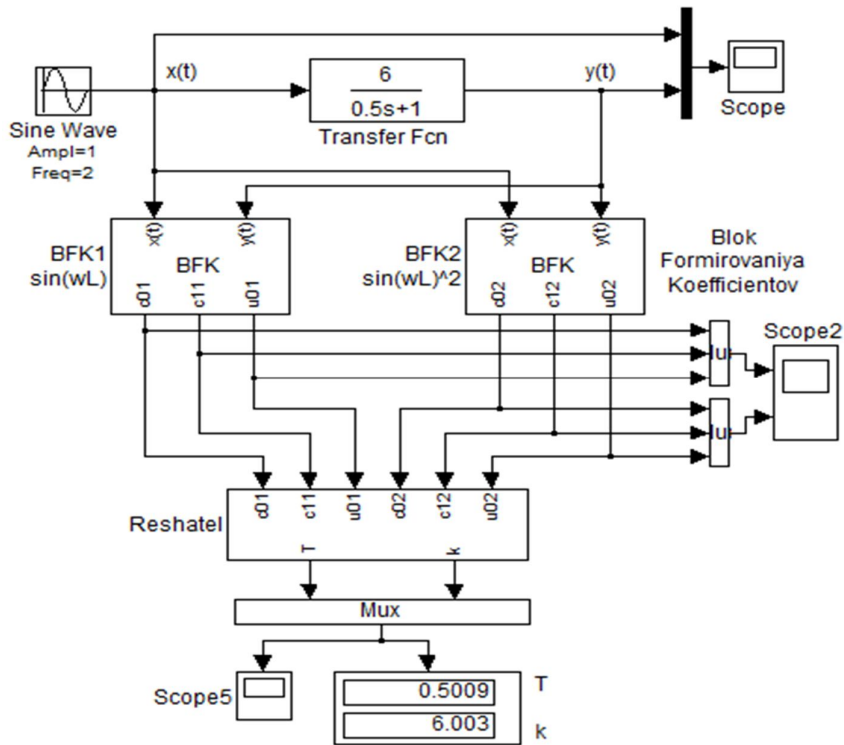 x(t)
6
0.5s+1
y(t)
Scope
Sine Wave
Ampl=1
Freq=2
Transfer Fcn
BFK1
sin(wL)
x(t)
y(t)
BFK
c01
c11
u01
BFK2
sin(wL)^2
x(t)
y(t)
BFK
c02
c12
u02
Blok
Formirovaniya
Koefficientov
Scope2
Reshatel
c01
c11
u01
c02
c12
u02
T
k
Mux
Scope5
0.5009
T
6.003
k